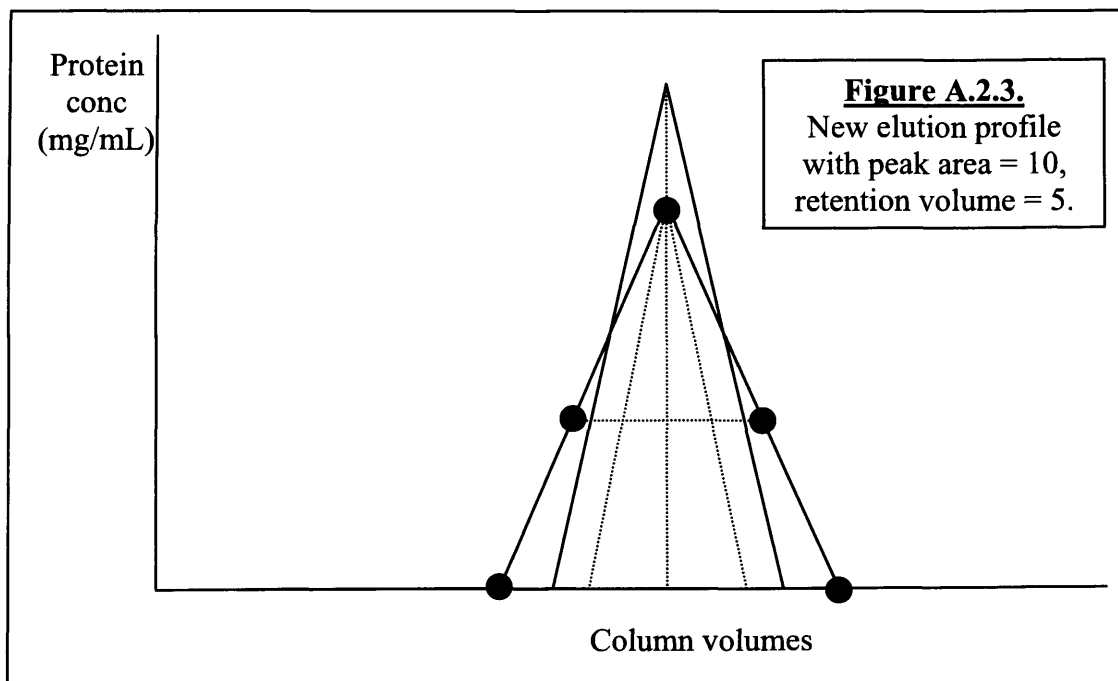 Protein
conc
(mg/mL)
Figure A.2.3.
New elution profile
with peak area = 10,
retention volume = 5.
Column volumes